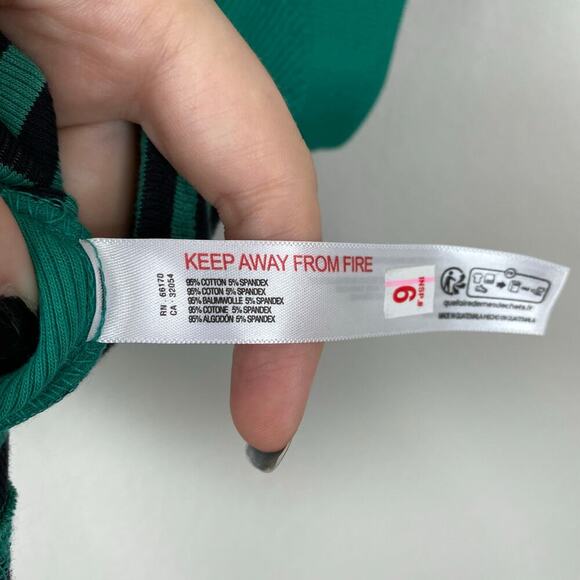 KEEP AWAY FROM FIRE
95% COTTON 5% SPANDEX
95% COTON 5% SPANDEX
95% BAUMWOLLE 5% SPANDEX
95% COTONE 5% SPANDEX
95% ALGODÓN 5% SPANDEX
RN : 66170
CA : 32054
INSP#
6
MADE IN GUATEMALA/HECHO EN GUATEMALA